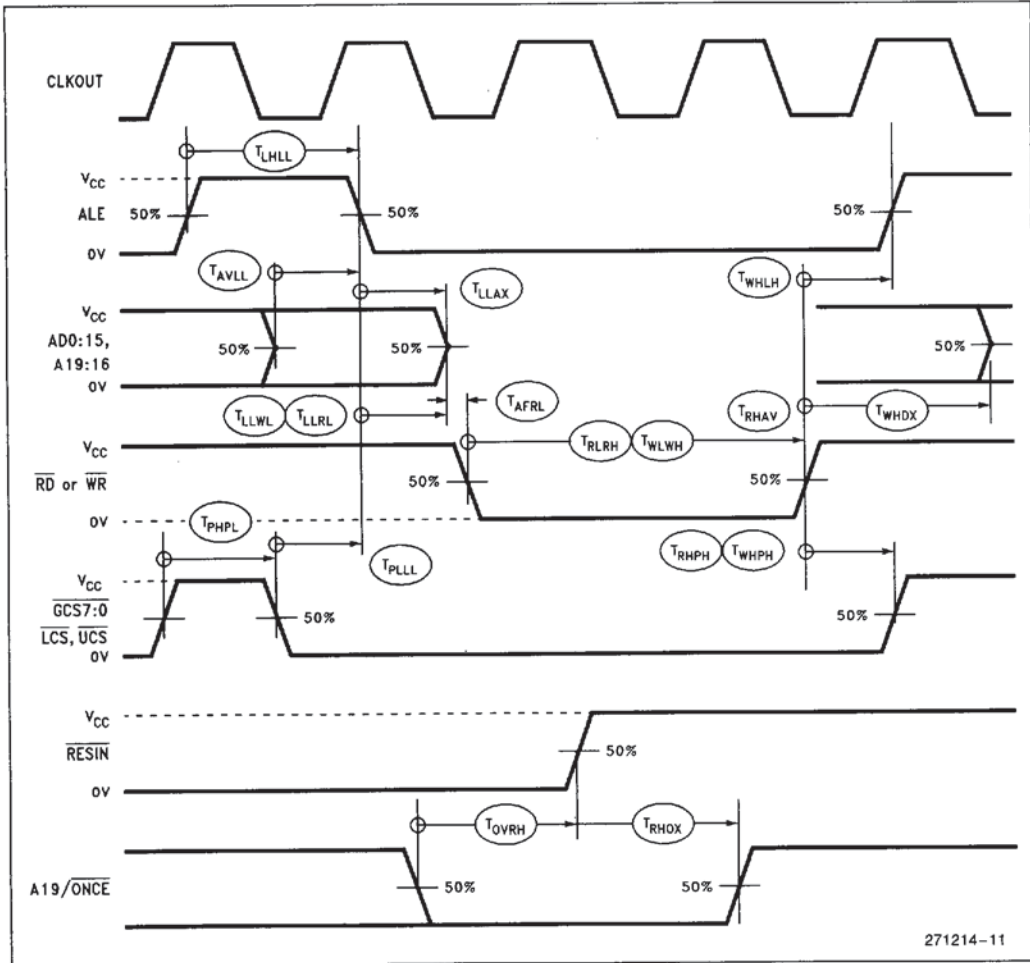 CLKOUT
T_LHLL
V_CC
ALE
0V
50%
50%
50%
T_AVLL
T_LLAX
T_WHLH
V_CC
AD0:15,
A19:16
0V
50%
50%
50%
T_LLWL T_LLRL
T_AFRL
T_RHAV
T_WHDX
T_RLRH T_WLWH
V_CC
RD or WR
0V
50%
50%
T_PHPL
T_PLLL
T_RHPH T_WHPH
V_CC
GCS7:0
LCS, UCS
0V
50%
50%
V_CC
RESIN
0V
50%
T_OVRH
T_RHOX
A19/ONCE
50%
50%
271214-11